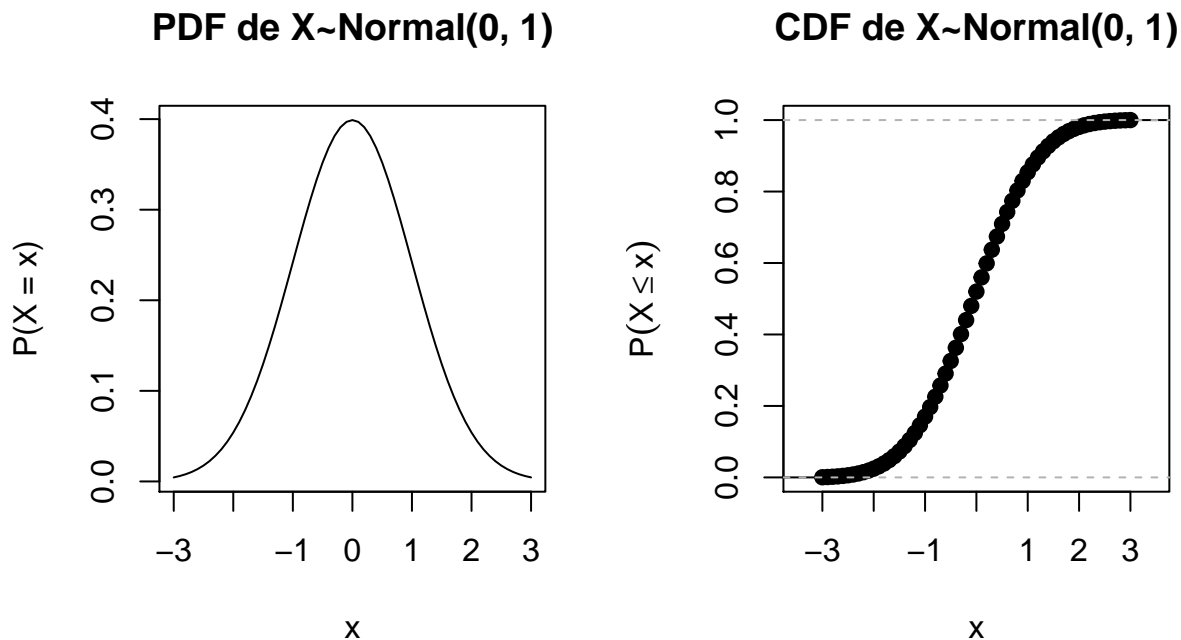 PDF de X~Normal(0, 1)
P(X = x)
0.4
0.3
0.2
0.1
0.0
−3 −1 0 1 2 3
x
CDF de X~Normal(0, 1)
P(X ≤ x)
1.0
0.8
0.6
0.4
0.2
0.0
−3 −1 1 2 3
x